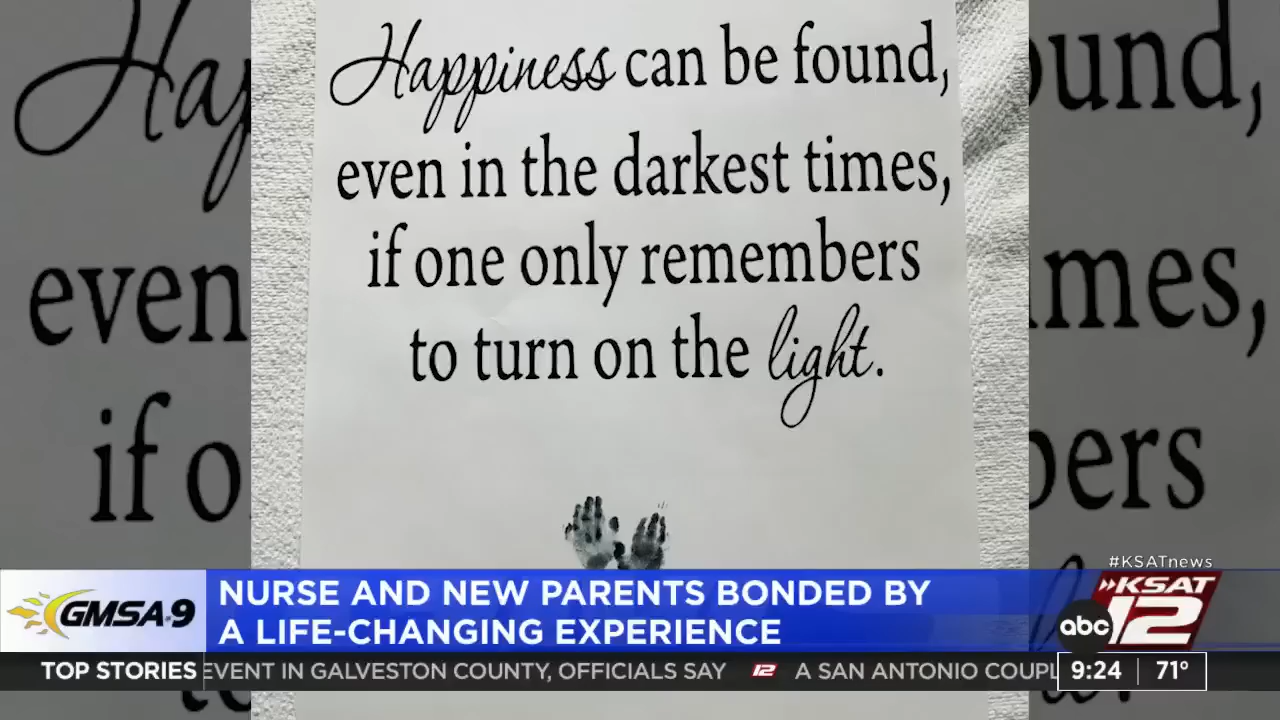 Happiness can be found,
even in the darkest times,
if one only remembers
to turn on the light.
#KSATnews
GMSA@9
NURSE AND NEW PARENTS BONDED BY
A LIFE-CHANGING EXPERIENCE
abc
KSAT
12
TOP STORIES
EVENT IN GALVESTON COUNTY, OFFICIALS SAY 12 A SAN ANTONIO COUPL
9:24 71°